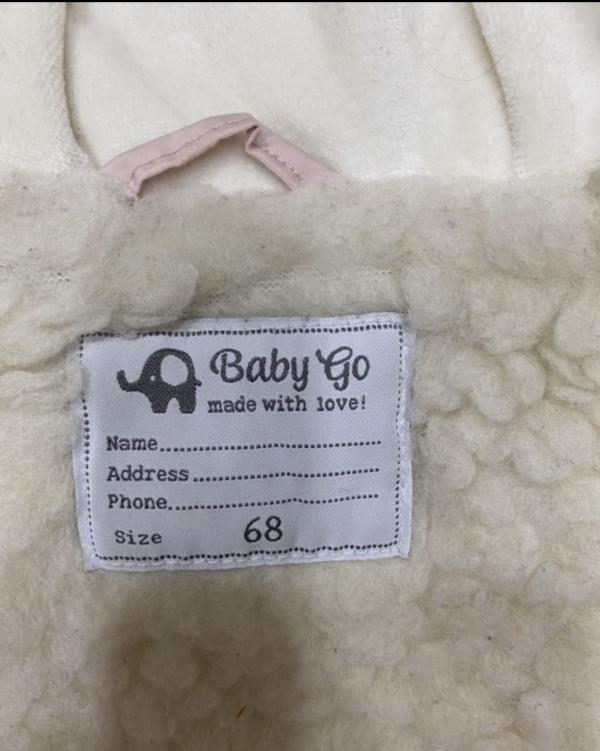 Baby Go
made with love!
Name
Address
Phone
Size 68